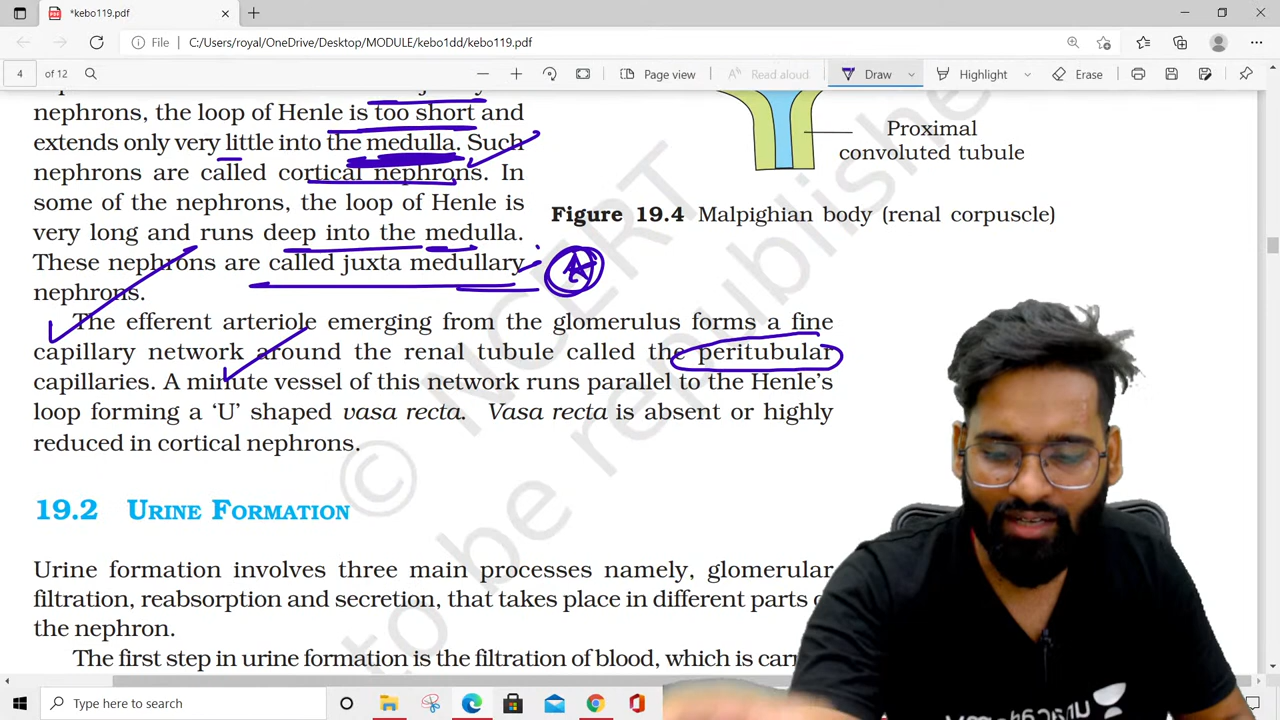 *kebo119.pdf
File
C:/Users/royal/OneDrive/Desktop/MODULE/kebo1dd/kebo119.pdf
4 of 12
Page view
Read aloud
Draw
Highlight
Erase
nephrons, the loop of Henle is too short and
extends only very little into the medulla. Such
nephrons are called cortical nephrons. In
some of the nephrons, the loop of Henle is
very long and runs deep into the medulla.
These nephrons are called juxta medullary
nephrons.
Proximal
convoluted tubule
Figure 19.4 Malpighian body (renal corpuscle)
The efferent arteriole emerging from the glomerulus forms a fine
capillary network around the renal tubule called the peritubular
capillaries. A minute vessel of this network runs parallel to the Henle's
loop forming a 'U' shaped vasa recta. Vasa recta is absent or highly
reduced in cortical nephrons.
19.2 URINE FORMATION
Urine formation involves three main processes namely, glomerular
filtration, reabsorption and secretion, that takes place in different parts
the nephron.
The first step in urine formation is the filtration of blood, which is
© NCERT
to be republishe
Type here to search
unacademy